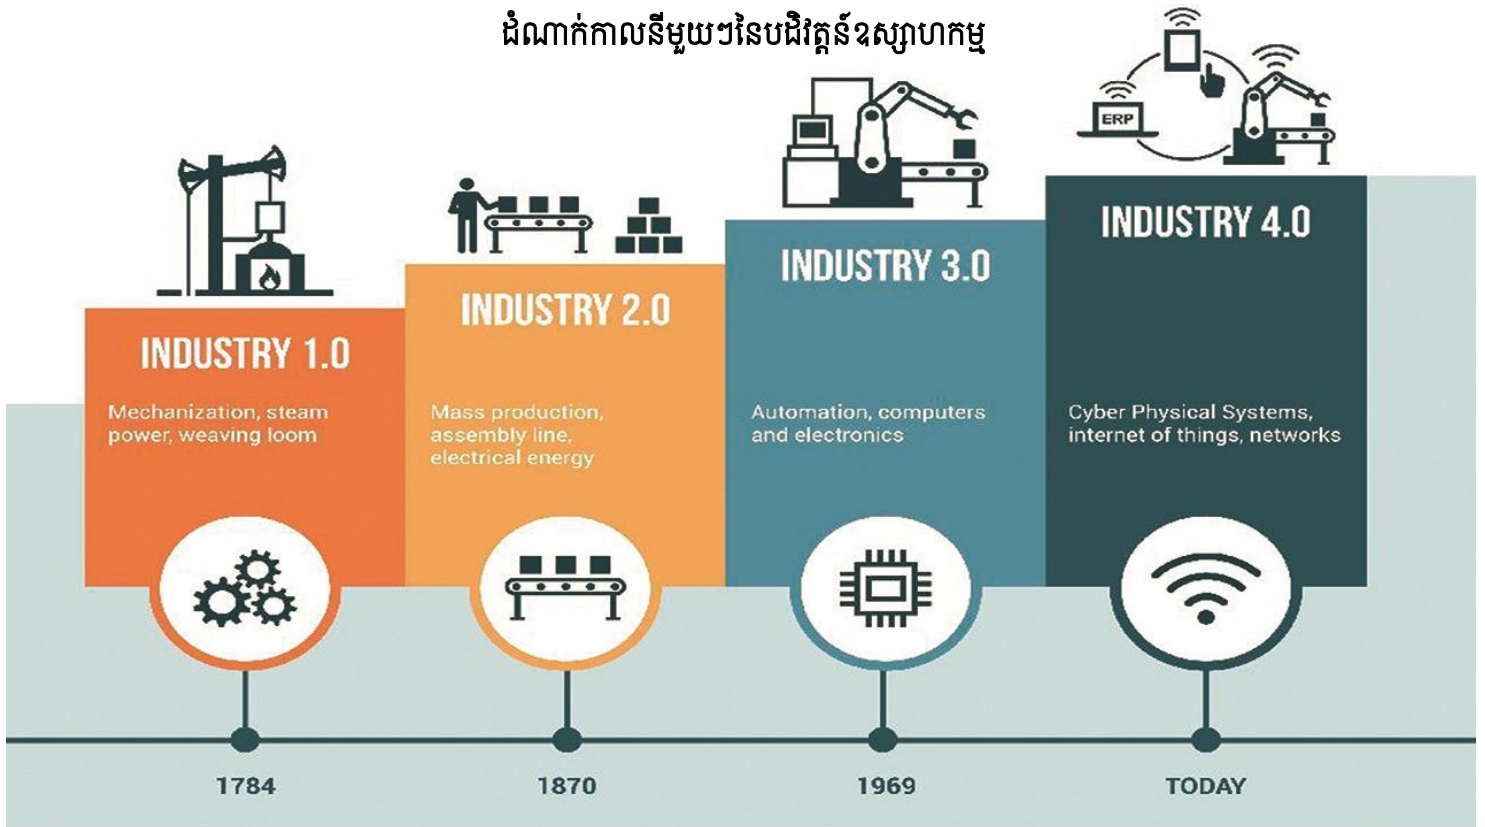 ដំណាក់កាលនីមួយៗនៃបដិវត្តន៍ឧស្សាហកម្ម
ERP
INDUSTRY 1.0
Mechanization, steam
power, weaving loom
INDUSTRY 2.0
Mass production,
assembly line,
electrical energy
INDUSTRY 3.0
Automation, computers
and electronics
INDUSTRY 4.0
Cyber Physical Systems,
internet of things, networks
1784
1870
1969
TODAY